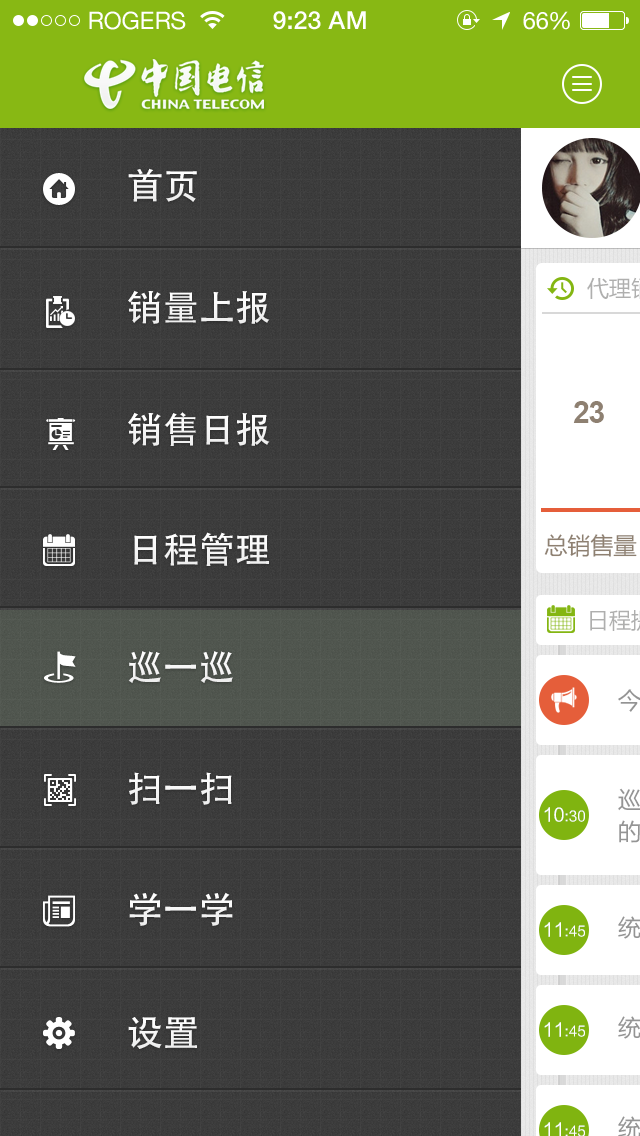 ROGERS 9:23 AM 66%
中国电信
CHINA TELECOM
首页
销量上报
销售日报
日程管理
巡一巡
扫一扫
学一学
设置
代理销
23
总销售量
日程提
今
10:30
巡
的
11:45
统
11:45
统
11:45
统